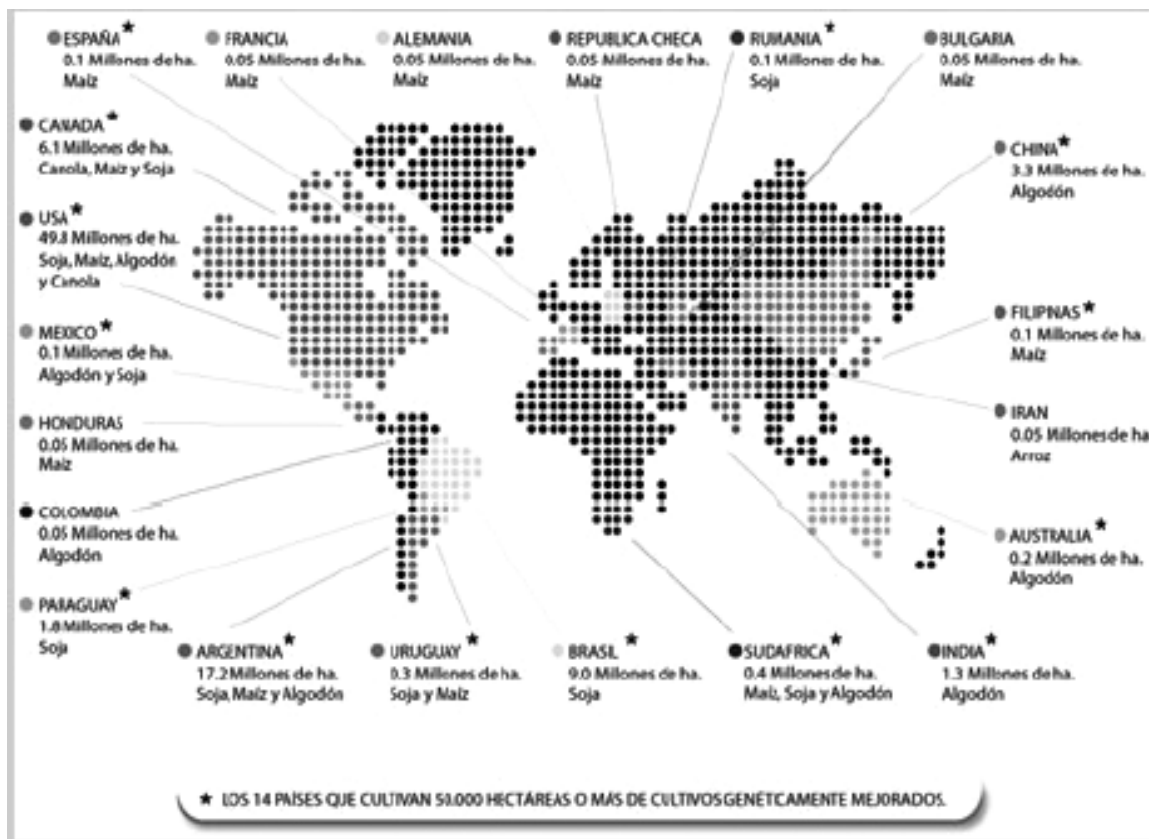 ESPAÑA ★
0.1 Millones de ha.
Maíz
FRANCIA
0.05 Millones de ha.
Maíz
ALEMANIA
0.05 Millones de ha.
Maíz
REPUBLICA CHECA
0.05 Millones de ha.
Maíz
RUMANIA ★
0.1 Millones de ha.
Soja
BULGARIA
0.05 Millones de ha.
Maíz
CANADA ★
6.1 Millones de ha.
Canola, Maíz y Soja
USA ★
49.8 Millones de ha.
Soja, Maíz, Algodón
y Canola
MEXICO ★
0.1 Millones de ha.
Algodón y Soja
HONDURAS
0.05 Millones de ha.
Maíz
COLOMBIA
0.05 Millones de ha.
Algodón
PARAGUAY ★
1.8 Millones de ha.
Soja
ARGENTINA ★
17.2 Millones de ha.
Soja, Maíz y Algodón
URUGUAY ★
0.3 Millones de ha.
Soja y Maíz
BRASIL ★
9.0 Millones de ha.
Soja
SUDAFRICA ★
0.4 Millones de ha.
Maíz, Soja y Algodón
INDIA ★
1.3 Millones de ha.
Algodón
CHINA ★
3.3 Millones de ha.
Algodón
FILIPINAS ★
0.1 Millones de ha.
Maíz
IRAN
0.05 Millones de ha
Arroz
AUSTRALIA ★
0.2 Millones de ha.
Algodón
★ LOS 14 PAÍSES QUE CULTIVAN 50.000 HECTÁREAS O MÁS DE CULTIVOS GENÉTICAMENTE MEJORADOS.